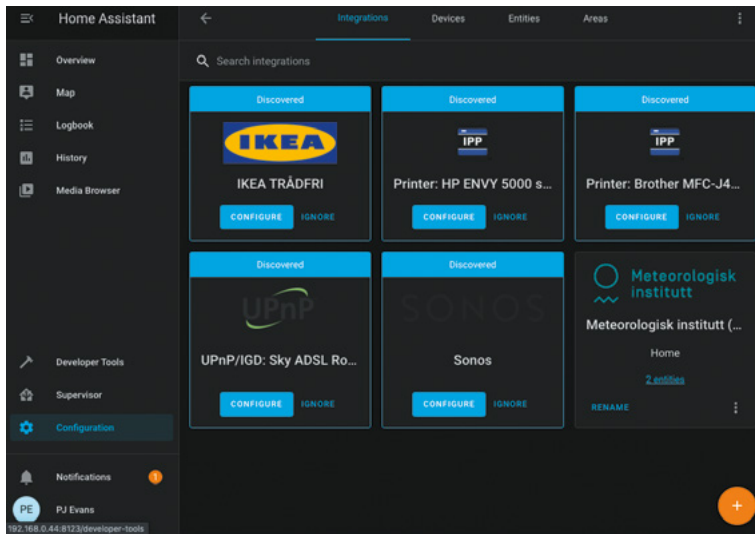 Home Assistant
Integrations
Devices
Entities
Areas
Overview
Map
Logbook
History
Media Browser
Developer Tools
Supervisor
Configuration
Notifications
1
PE
PJ Evans
192.168.0.44:8123/developer-tools
Search integrations
Discovered
IKEA
IKEA TRÅDFRI
CONFIGURE IGNORE
Discovered
IPP
Printer: HP ENVY 5000 s...
CONFIGURE IGNORE
Discovered
IPP
Printer: Brother MFC-J4...
CONFIGURE IGNORE
Discovered
UPnP
UPnP/IGD: Sky ADSL Ro...
CONFIGURE IGNORE
Discovered
SONOS
Sonos
CONFIGURE IGNORE
Meteorologisk
institutt
Meteorologisk institutt (...
Home
2 entities
RENAME